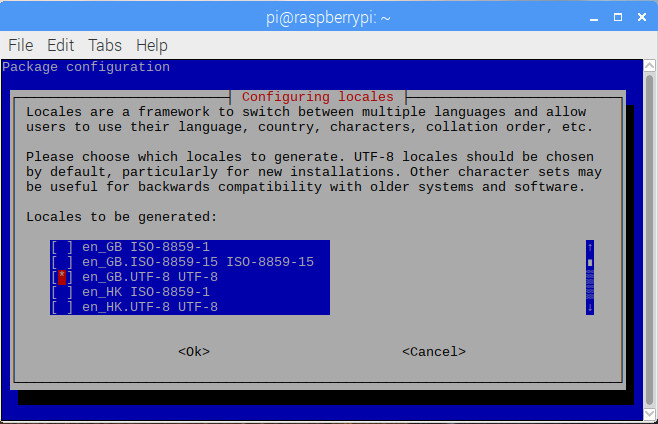 pi@raspberrypi: ~
File Edit Tabs Help
Package configuration
Configuring locales
Locales are a framework to switch between multiple languages and allow
users to use their language, country, characters, collation order, etc.
Please choose which locales to generate. UTF-8 locales should be chosen
by default, particularly for new installations. Other character sets may
be useful for backwards compatibility with older systems and software.
Locales to be generated:
[ ] en_GB ISO-8859-1
[ ] en_GB.ISO-8859-15 ISO-8859-15
[*] en_GB.UTF-8 UTF-8
[ ] en_HK ISO-8859-1
[ ] en_HK.UTF-8 UTF-8
<Ok> <Cancel>